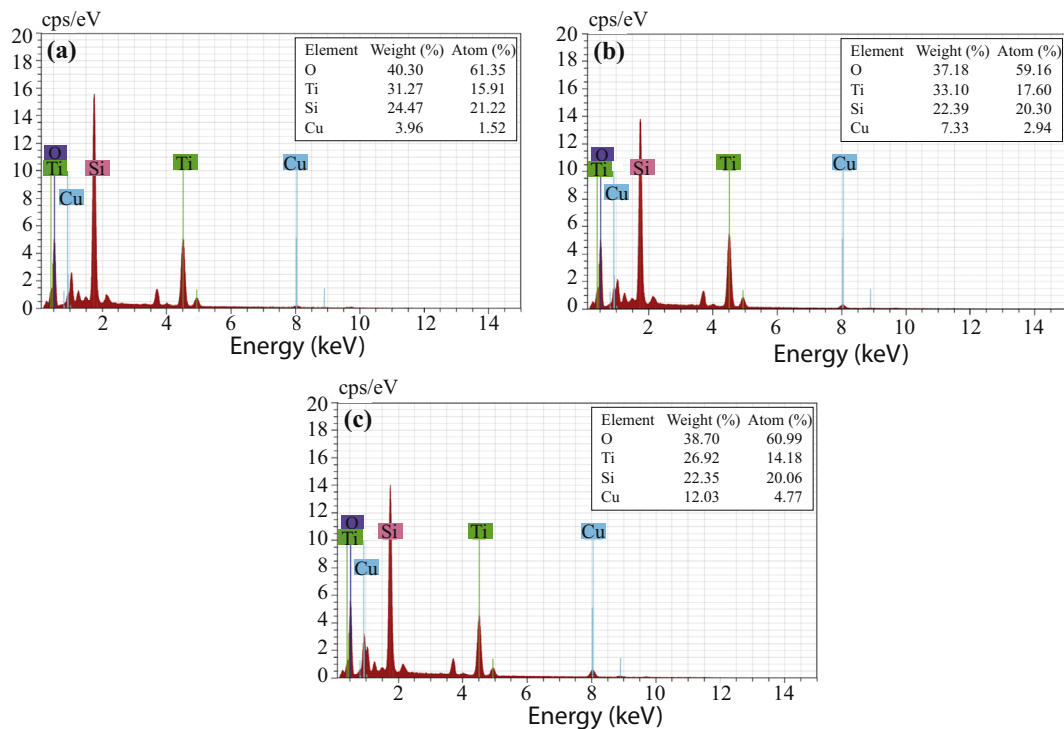 cps/eV
(a)
20
18
16
14
12
10
8
6
4
2
0
Element Weight (%) Atom (%)
O 40.30 61.35
Ti 31.27 15.91
Si 24.47 21.22
Cu 3.96 1.52
O
Ti
Cu
Si
Ti
Cu
2 4 6 8 10 12 14
Energy (keV)
cps/eV
(b)
20
18
16
14
12
10
8
6
4
2
0
Element Weight (%) Atom (%)
O 37.18 59.16
Ti 33.10 17.60
Si 22.39 20.30
Cu 7.33 2.94
O
Ti
Cu
Si
Ti
Cu
2 4 6 8 10 12 14
Energy (keV)
cps/eV
(c)
20
18
16
14
12
10
8
6
4
2
0
Element Weight (%) Atom (%)
O 38.70 60.99
Ti 26.92 14.18
Si 22.35 20.06
Cu 12.03 4.77
O
Ti
Cu
Si
Ti
Cu
2 4 6 8 10 12 14
Energy (keV)